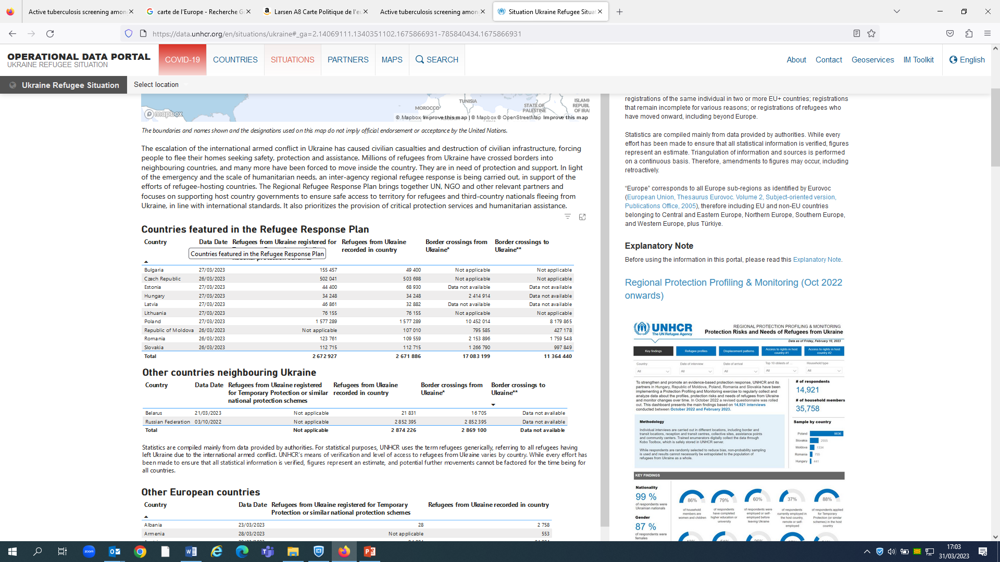 Active tuberculosis screening amon
carte de l'Europe - Recherche Go
Larsen A8 Carte Politique de l'eu
Active tuberculosis screening amon
Situation Ukraine Refugee Situat
https://data.unhcr.org/en/situations/ukraine#_ga=2.14069111.1340351102.1675866931-785840434.1675866931
OPERATIONAL DATA PORTAL
UKRAINE REFUGEE SITUATION
COVID-19 COUNTRIES SITUATIONS PARTNERS MAPS SEARCH
About Contact Geoservices IM Toolkit English
Ukraine Refugee Situation Select location
TUNISIA
MOROCCO
STATE OF
PALESTINE
ISLAMI
REPUBL
OF IRAI
mapbox
© Mapbox Improve this map | © Mapbox © OpenStreetMap Improve this map
The boundaries and names shown and the designations used on this map do not imply official endorsement or acceptance by the United Nations.
The escalation of the international armed conflict in Ukraine has caused civilian casualties and destruction of civilian infrastructure, forcing
people to flee their homes seeking safety, protection and assistance. Millions of refugees from Ukraine have crossed borders into
neighbouring countries, and many more have been forced to move inside the country. They are in need of protection and support. In light
of the emergency and the scale of humanitarian needs, an inter-agency regional refugee response is being carried out, in support of the
efforts of refugee-hosting countries. The Regional Refugee Response Plan brings together UN, NGO and other relevant partners and
focuses on supporting host country governments to ensure safe access to territory for refugees and third-country nationals fleeing from
Ukraine, in line with international standards. It also prioritizes the provision of critical protection services and humanitarian assistance.
Countries featured in the Refugee Response Plan
Country Data Date Refugees from Ukraine registered for Refugees from Ukraine Border crossings from Border crossings to
recorded in country Ukraine* Ukraine**
Countries featured in the Refugee Response Plan
Bulgaria 27/03/2023 155 457 49 400 Not applicable Not applicable
Czech Republic 26/03/2023 502 041 503 698 Not applicable Not applicable
Estonia 27/03/2023 44 400 68 930 Data not available Data not available
Hungary 27/03/2023 34 248 34 248 2 414 914 Data not available
Latvia 27/03/2023 46 861 32 882 Data not available Data not available
Lithuania 27/03/2023 76 155 76 155 Not applicable Not applicable
Poland 27/03/2023 1 577 289 1 577 289 10 452 014 8 179 865
Republic of Moldova 26/03/2023 Not applicable 107 010 795 585 427 178
Romania 26/03/2023 123 761 109 559 2 153 896 1 759 548
Slovakia 26/03/2023 112 715 112 715 1 266 790 997 849
Total 2 672 927 2 671 886 17 083 199 11 364 440
Other countries neighbouring Ukraine
Country Data Date Refugees from Ukraine registered Refugees from Ukraine Border crossings from Border crossings to
for Temporary Protection or similar recorded in country Ukraine* Ukraine**
national protection schemes
Belarus 21/03/2023 Not applicable 21 831 16 705 Data not available
Russian Federation 03/10/2022 Not applicable 2 852 395 2 852 395 Data not available
Total Not applicable 2 874 226 2 869 100 Data not available
Statistics are compiled mainly from data provided by authorities. For statistical purposes, UNHCR uses the term refugees generically, referring to all refugees having
left Ukraine due to the international armed conflict. UNHCR's means of verification and level of access to refugees from Ukraine varies by country. While every effort has
been made to ensure that all statistical information is verified, figures represent an estimate, and potential further movements cannot be factored for the time being for
all countries.
Other European countries
Country Data Date Refugees from Ukraine registered for Temporary Refugees from Ukraine recorded in country
Protection or similar national protection schemes
Albania 23/03/2023 28 2 758
Armenia 28/03/2023 Not applicable 553
registrations of the same individual in two or more EU+ countries; registrations
that remain incomplete for various reasons; or registrations of refugees who
have moved onward, including beyond Europe.
Statistics are compiled mainly from data provided by authorities. While every
effort has been made to ensure that all statistical information is verified, figures
represent an estimate. Triangulation of information and sources is performed
on a continuous basis. Therefore, amendments to figures may occur, including
retroactively.
“Europe” corresponds to all Europe sub-regions as identified by Eurovoc
(European Union, Thesaurus Eurovoc. Volume 2, Subject-oriented version,
Publications Office, 2005), therefore including EU and non-EU countries
belonging to Central and Eastern Europe, Northern Europe, Southern Europe,
and Western Europe, plus Türkiye.
Explanatory Note
Before using the information in this portal, please read this Explanatory Note.
Regional Protection Profiling & Monitoring (Oct 2022
onwards)
UNHCR
The UN Refugee Agency
REGIONAL PROTECTION PROFILING & MONITORING
Protection Risks and Needs of Refugees from Ukraine
Data as of Friday, February 10, 2023
Key findings Refugee profiles Displacement patterns Access to rights in host country #1 Access to rights in host country #2
Country Date of interview Date of arrival Top 10 oblasts of ... Household type
All All All All All
To strengthen and promote an evidence-based protection response, UNHCR and its
partners in Hungary, Republic of Moldova, Poland, Romania and Slovakia have been
implementing a Protection Profiling and Monitoring exercise to regularly collect and
analyze data about the profiles, protection risks and needs of refugees from Ukraine
and monitor changes over time. In October 2022 a revised questionnaire was rolled
out. This dashboard presents the main findings based on 14,921 interviews
conducted between October 2022 and February 2023.
Methodology
Individual interviews are carried out in different locations, including border and
transit locations, reception and transit centres, collective sites, assistance points
and community centers. Trained enumerators digitally collect the data through
Kobo Toolbox, which is safely stored in UNHCR server.
While respondents are randomly selected to reduce bias, non-probability sampling
is used and results cannot necessarily be extrapolated to the population of
refugees from Ukraine as a whole.
# of respondents
14,921
# of household members
35,758
Sample by country
Poland 9836
Slovakia 2555
Moldova 1334
Romania 755
Hungary 441
KEY FINDINGS
Nationality
99 %
of respondents were
Ukrainian nationals
Gender
87 %
of respondents were
females
86%
of household
members are
women and children
79%
of respondents
have completed
higher education or
university
60%
of respondents were
employed or self-
employed before
leaving Ukraine
37%
of respondents
currently employed in
the host country,
remote or self-
employed
88%
of respondents applied
for Temporary
Protection (or similar
schemes) in the host
country
zoom
17:03
31/03/2023